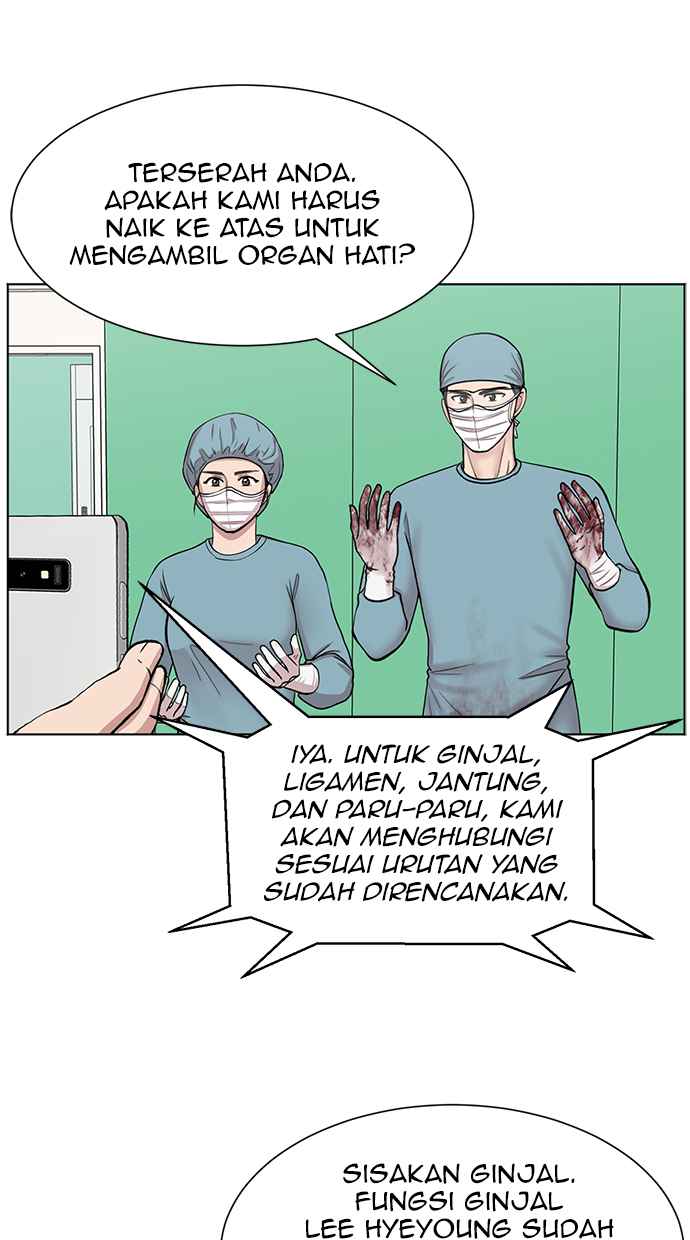 TERSERAH ANDA.
APAKAH KAMI HARUS
NAIK KE ATAS UNTUK
MENGAMBIL ORGAN HATI?
IYA. UNTUK GINJAL,
LIGAMEN, JANTUNG,
DAN PARU-PARU, KAMI
AKAN MENGHUBUNGI
SESUAI URUTAN YANG
SUDAH DIRENCANAKAN.
SISAKAN GINJAL.
FUNGSI GINJAL
LEE HYEYOUNG SUDAH